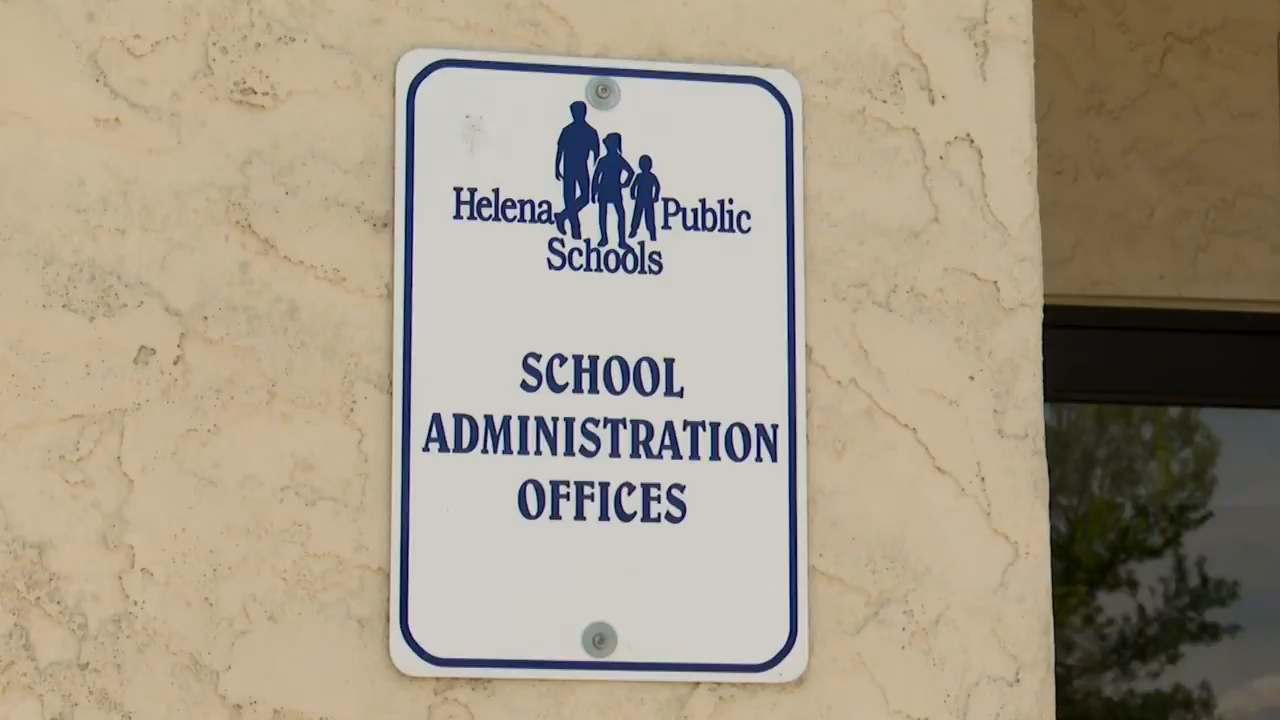 Helena Public
Schools
SCHOOL
ADMINISTRATION
OFFICES